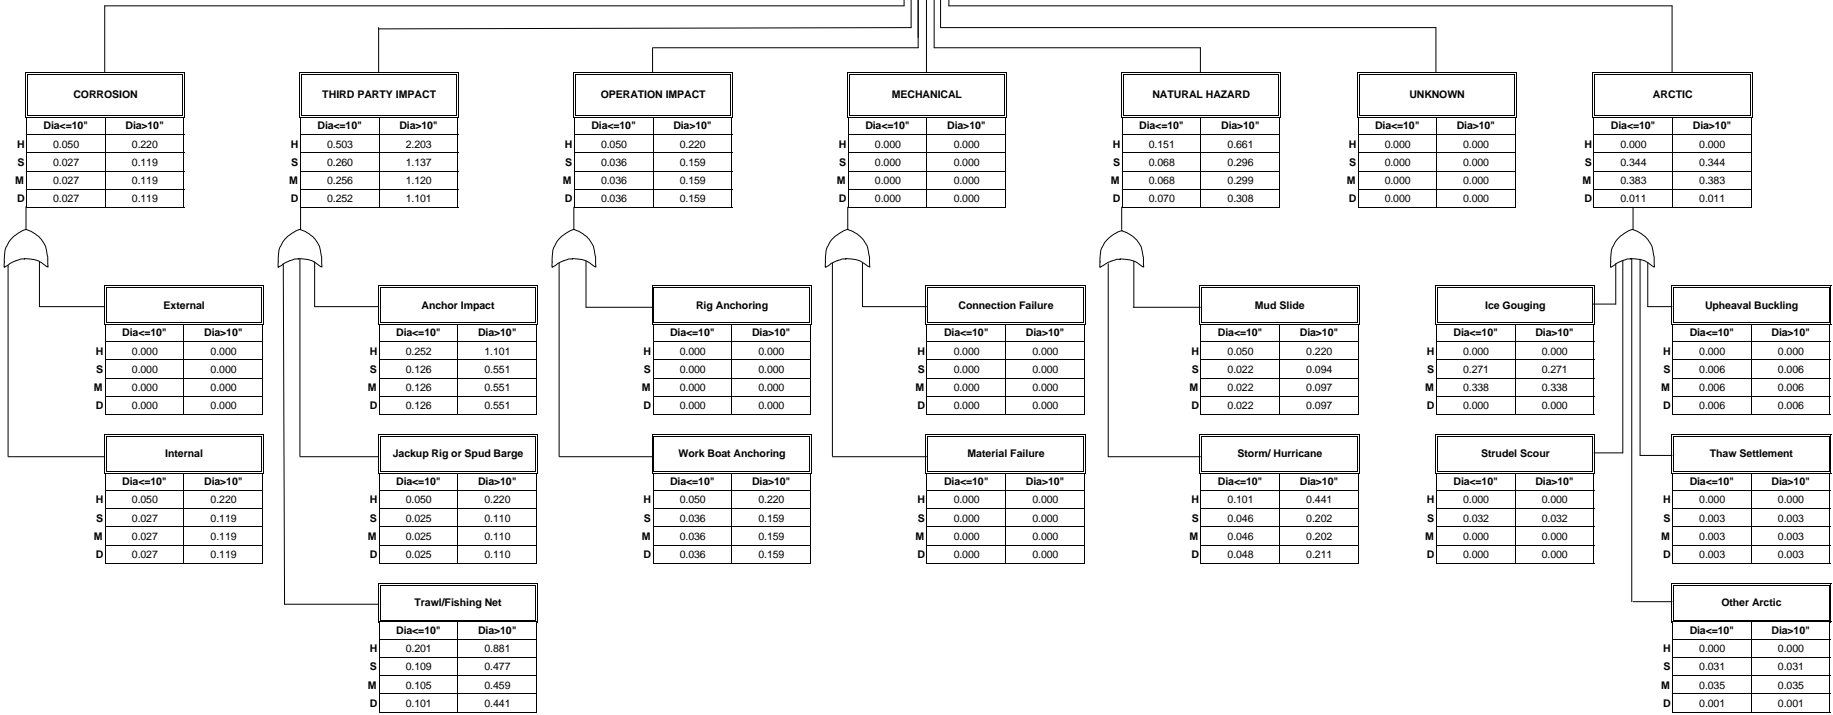 CORROSION THIRD PARTY IMPACT OPERATION IMPACT MECHANICAL NATURAL HAZARD UNKNOWN ARCTIC
Dia<=10" Dia>10" Dia<=10" Dia>10" Dia<=10" Dia>10" Dia<=10" Dia>10" Dia<=10" Dia>10" Dia<=10" Dia>10" Dia<=10" Dia>10"
H 0.050 0.220 H 0.503 2.203 H 0.050 0.220 H 0.000 0.000 H 0.151 0.661 H 0.000 0.000 H 0.000 0.000
S 0.027 0.119 S 0.260 1.137 S 0.036 0.159 S 0.000 0.000 S 0.068 0.296 S 0.000 0.000 S 0.344 0.344
M 0.027 0.119 M 0.256 1.120 M 0.036 0.159 M 0.000 0.000 M 0.068 0.299 M 0.000 0.000 M 0.383 0.383
D 0.027 0.119 D 0.252 1.101 D 0.036 0.159 D 0.000 0.000 D 0.070 0.308 D 0.000 0.000 D 0.011 0.011
External Anchor Impact Rig Anchoring Connection Failure Mud Slide Ice Gouging Upheaval Buckling
Dia<=10" Dia>10" Dia<=10" Dia>10" Dia<=10" Dia>10" Dia<=10" Dia>10" Dia<=10" Dia>10" Dia<=10" Dia>10" Dia<=10" Dia>10"
H 0.000 0.000 H 0.252 1.101 H 0.000 0.000 H 0.000 0.000 H 0.050 0.220 H 0.000 0.000 H 0.000 0.000
S 0.000 0.000 S 0.126 0.551 S 0.000 0.000 S 0.000 0.000 S 0.022 0.094 S 0.271 0.271 S 0.006 0.006
M 0.000 0.000 M 0.126 0.551 M 0.000 0.000 M 0.000 0.000 M 0.022 0.097 M 0.338 0.338 M 0.006 0.006
D 0.000 0.000 D 0.126 0.551 D 0.000 0.000 D 0.000 0.000 D 0.022 0.097 D 0.000 0.000 D 0.006 0.006
Internal Jackup Rig or Spud Barge Work Boat Anchoring Material Failure Storm/ Hurricane Strudel Scour Thaw Settlement
Dia<=10" Dia>10" Dia<=10" Dia>10" Dia<=10" Dia>10" Dia<=10" Dia>10" Dia<=10" Dia>10" Dia<=10" Dia>10" Dia<=10" Dia>10"
H 0.050 0.220 H 0.050 0.220 H 0.050 0.220 H 0.000 0.000 H 0.101 0.441 H 0.000 0.000 H 0.000 0.000
S 0.027 0.119 S 0.025 0.110 S 0.036 0.159 S 0.000 0.000 S 0.046 0.202 S 0.032 0.032 S 0.003 0.003
M 0.027 0.119 M 0.025 0.110 M 0.036 0.159 M 0.000 0.000 M 0.046 0.202 M 0.000 0.000 M 0.003 0.003
D 0.027 0.119 D 0.025 0.110 D 0.036 0.159 D 0.000 0.000 D 0.048 0.211 D 0.000 0.000 D 0.003 0.003
Trawl/Fishing Net Other Arctic
Dia<=10" Dia>10" Dia<=10" Dia>10"
H 0.201 0.881 H 0.000 0.000
S 0.109 0.477 S 0.031 0.031
M 0.105 0.459 M 0.035 0.035
D 0.101 0.441 D 0.001 0.001